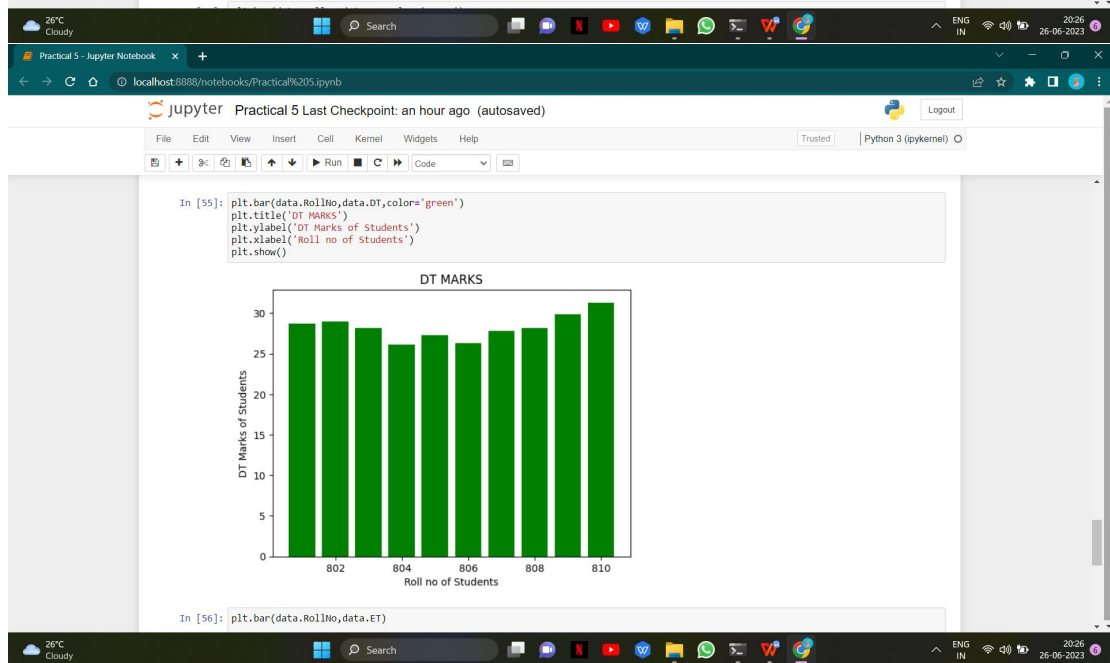 26°C
Cloudy
Search
ENG
IN
20:26
26-06-2023
6
Practical 5 - Jupyter Notebook
localhost:8888/notebooks/Practical%205.ipynb
jupyter Practical 5 Last Checkpoint: an hour ago (autosaved)
Logout
File Edit View Insert Cell Kernel Widgets Help
Trusted Python 3 (ipykernel)
Run Code
In [55]: plt.bar(data.RollNo,data.DT,color='green')
plt.title('DT MARKS')
plt.ylabel('DT Marks of Students')
plt.xlabel('Roll no of Students')
plt.show()
DT MARKS
30
25
20
15
10
5
0
DT Marks of Students
802 804 806 808 810
Roll no of Students
In [56]: plt.bar(data.RollNo,data.ET)
26°C
Cloudy
Search
ENG
IN
20:26
26-06-2023
6